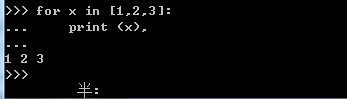 >>> for x in [1,2,3]:
...     print (x),
...
1 2 3
>>>
半: